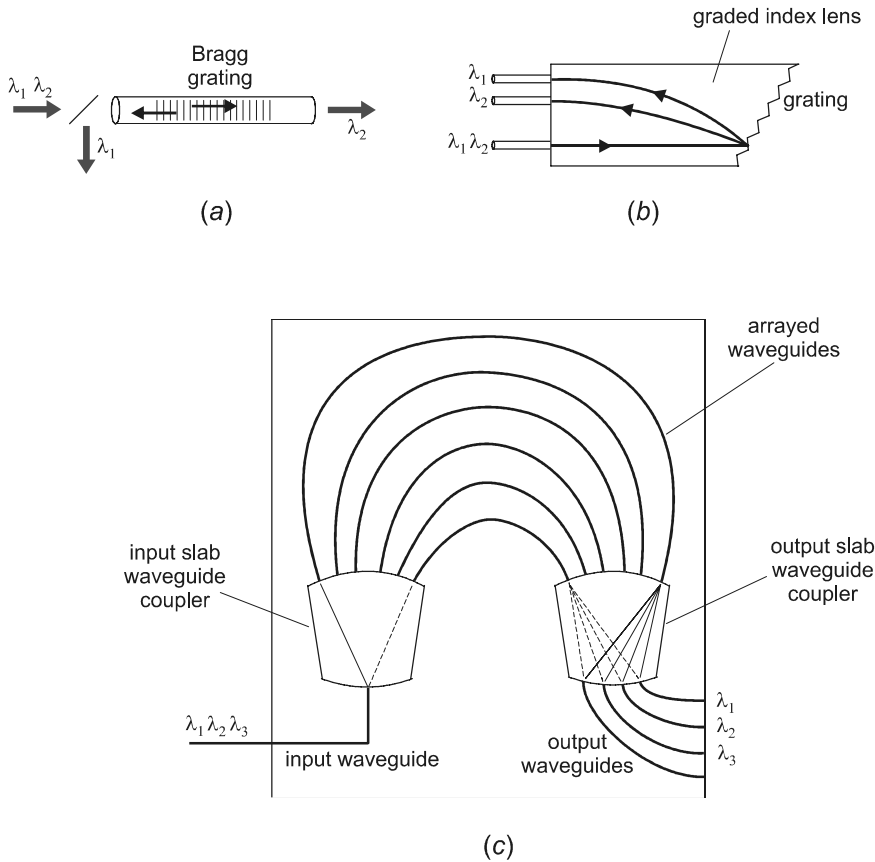 Bragg
grating
λ1 λ2
λ1
λ2
(a)
graded index lens
λ1
λ2
grating
λ1 λ2
(b)
arrayed
waveguides
input slab
waveguide
coupler
output slab
waveguide
coupler
λ1 λ2 λ3
input waveguide
output
waveguides
λ1
λ2
λ3
(c)